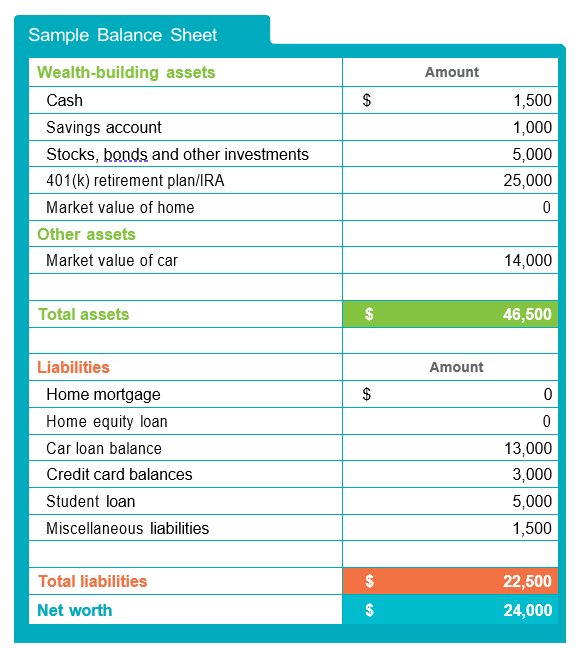 Sample Balance Sheet
Wealth-building assets Amount
Cash $ 1,500
Savings account 1,000
Stocks, bonds and other investments 5,000
401(k) retirement plan/IRA 25,000
Market value of home 0
Other assets
Market value of car 14,000
Total assets $ 46,500
Liabilities Amount
Home mortgage $ 0
Home equity loan 0
Car loan balance 13,000
Credit card balances 3,000
Student loan 5,000
Miscellaneous liabilities 1,500
Total liabilities $ 22,500
Net worth $ 24,000